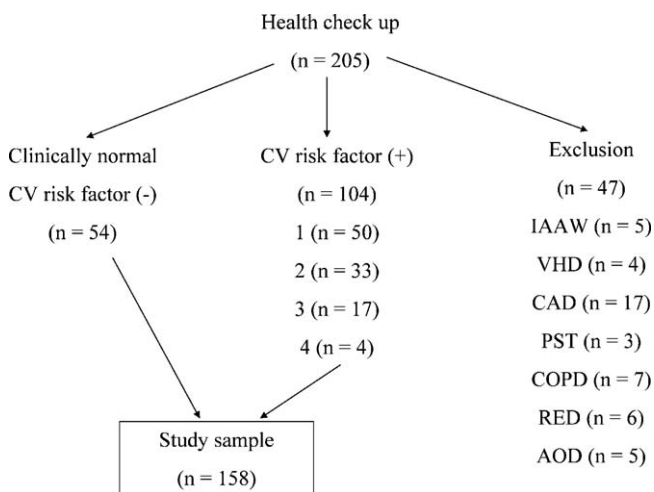 Health check up
(n = 205)
Clinically normal
CV risk factor (-)
(n = 54)
CV risk factor (+)
(n = 104)
1 (n = 50)
2 (n = 33)
3 (n = 17)
4 (n = 4)
Exclusion
(n = 47)
IAAW (n = 5)
VHD (n = 4)
CAD (n = 17)
PST (n = 3)
COPD (n = 7)
RED (n = 6)
AOD (n = 5)
Study sample
(n = 158)